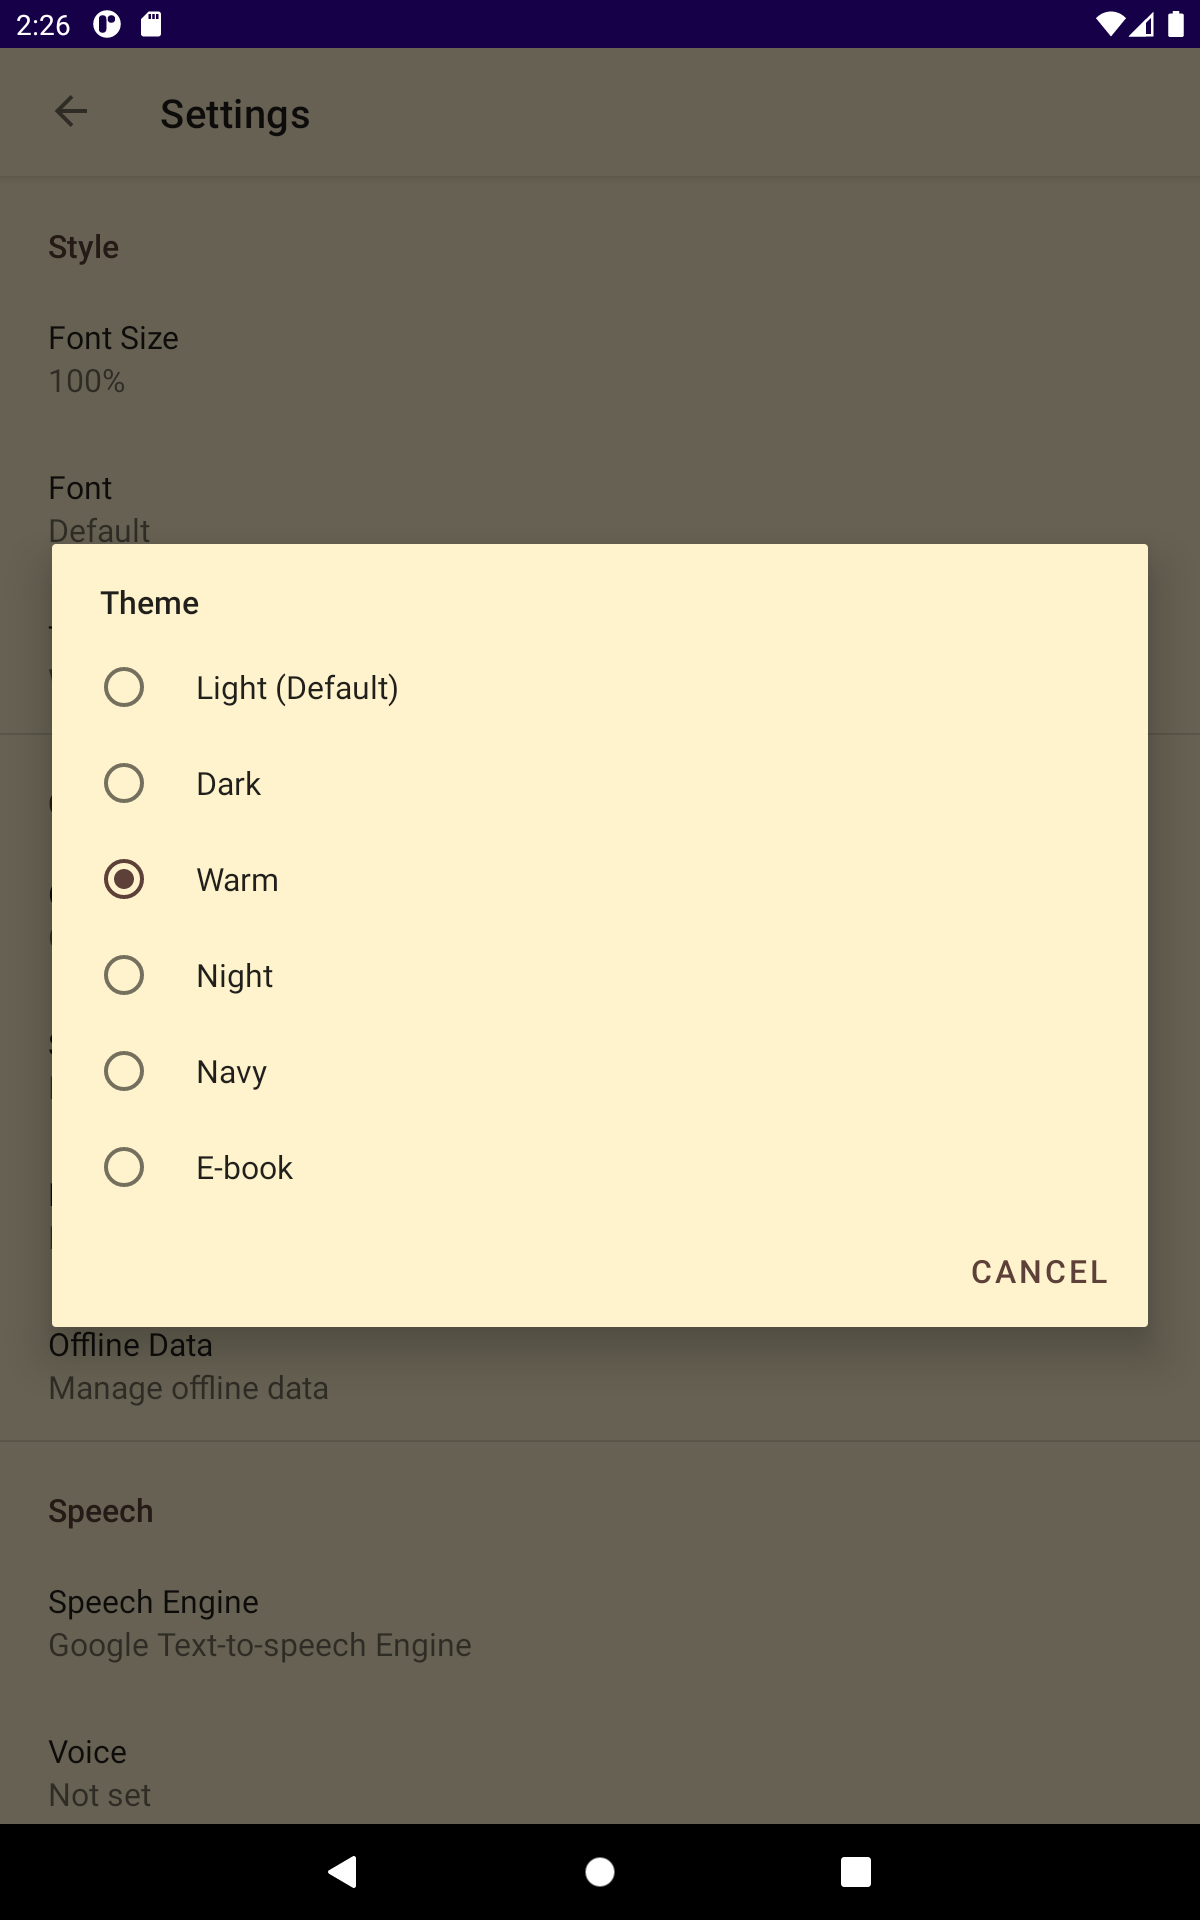 2:26
Settings
Style
Font Size
100%
Font
Default
Theme
Light (Default)
Dark
Warm
Night
Navy
E-book
CANCEL
Offline Data
Manage offline data
Speech
Speech Engine
Google Text-to-speech Engine
Voice
Not set